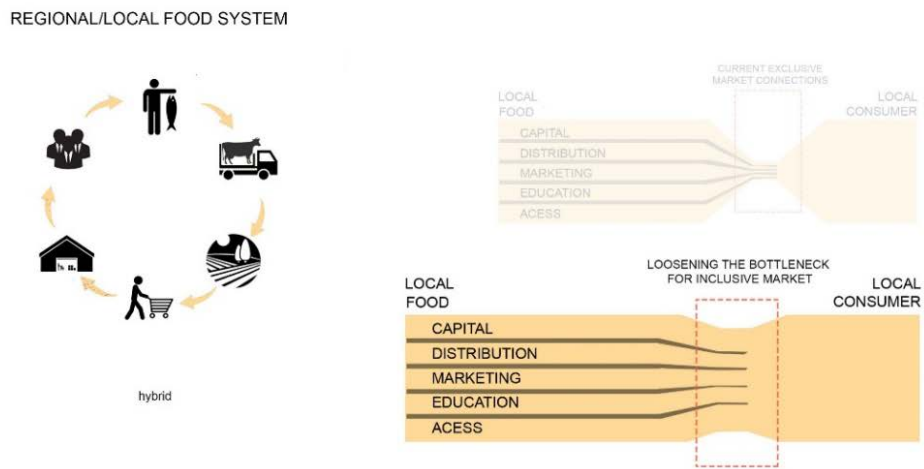 REGIONAL/LOCAL FOOD SYSTEM
hybrid
CURRENT EXCLUSIVE
MARKET CONNECTIONS
LOCAL
FOOD
LOCAL
CONSUMER
CAPITAL
DISTRIBUTION
MARKETING
EDUCATION
ACESS
LOOSENING THE BOTTLENECK
FOR INCLUSIVE MARKET
LOCAL
FOOD
LOCAL
CONSUMER
CAPITAL
DISTRIBUTION
MARKETING
EDUCATION
ACESS